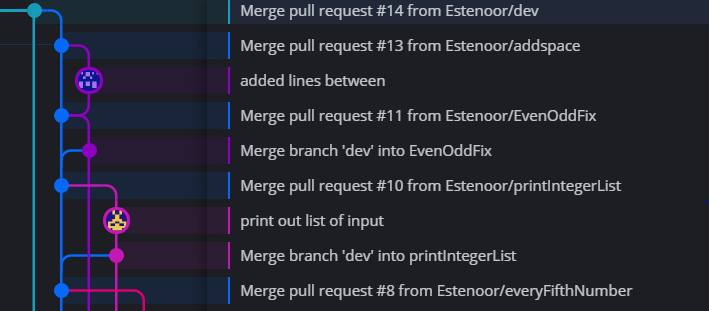 Merge pull request #14 from Estenoor/dev
Merge pull request #13 from Estenoor/addspace
added lines between
Merge pull request #11 from Estenoor/EvenOddFix
Merge branch 'dev' into EvenOddFix
Merge pull request #10 from Estenoor/printIntegerList
print out list of input
Merge branch 'dev' into printIntegerList
Merge pull request #8 from Estenoor/everyFifthNumber